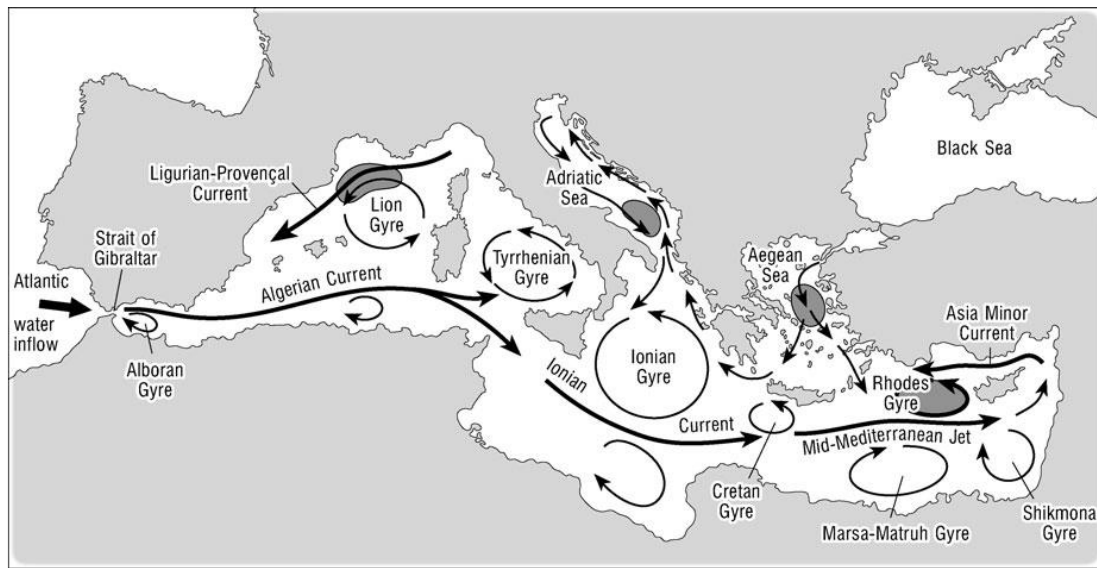 Black Sea
Ligurian-Provençal
Current
Adriatic
Sea
Lion
Gyre
Strait of
Gibraltar
Tyrrhenian
Gyre
Aegean
Sea
Atlantic
water
inflow
Algerian Current
Asia Minor
Current
Alboran
Gyre
Ionian
Gyre
Rhodes
Gyre
Ionian
Current
Mid-Mediterranean Jet
Cretan
Gyre
Marsa-Matruh Gyre
Shikmona
Gyre